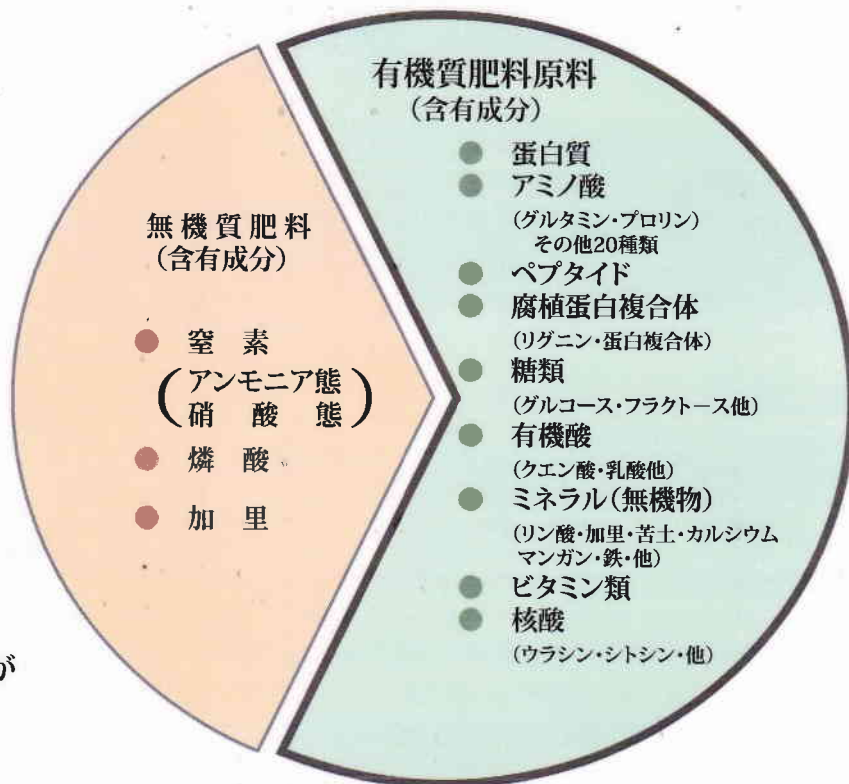 無機質肥料
(含有成分)
● 窒素
(アンモニア態
硝酸態)
● 燐酸
● 加里
が
有機質肥料原料
(含有成分)
● 蛋白質
● アミノ酸
(グルタミン・プロリン)
その他20種類
● ペプタイド
● 腐植蛋白複合体
(リグニン・蛋白複合体)
● 糖類
(グルコース・フラクトース他)
● 有機酸
(クエン酸・乳酸他)
● ミネラル(無機物)
(リン酸・加里・苦土・カルシウム
マンガン・鉄・他)
● ビタミン類
● 核酸
(ウラシン・シトシン・他)